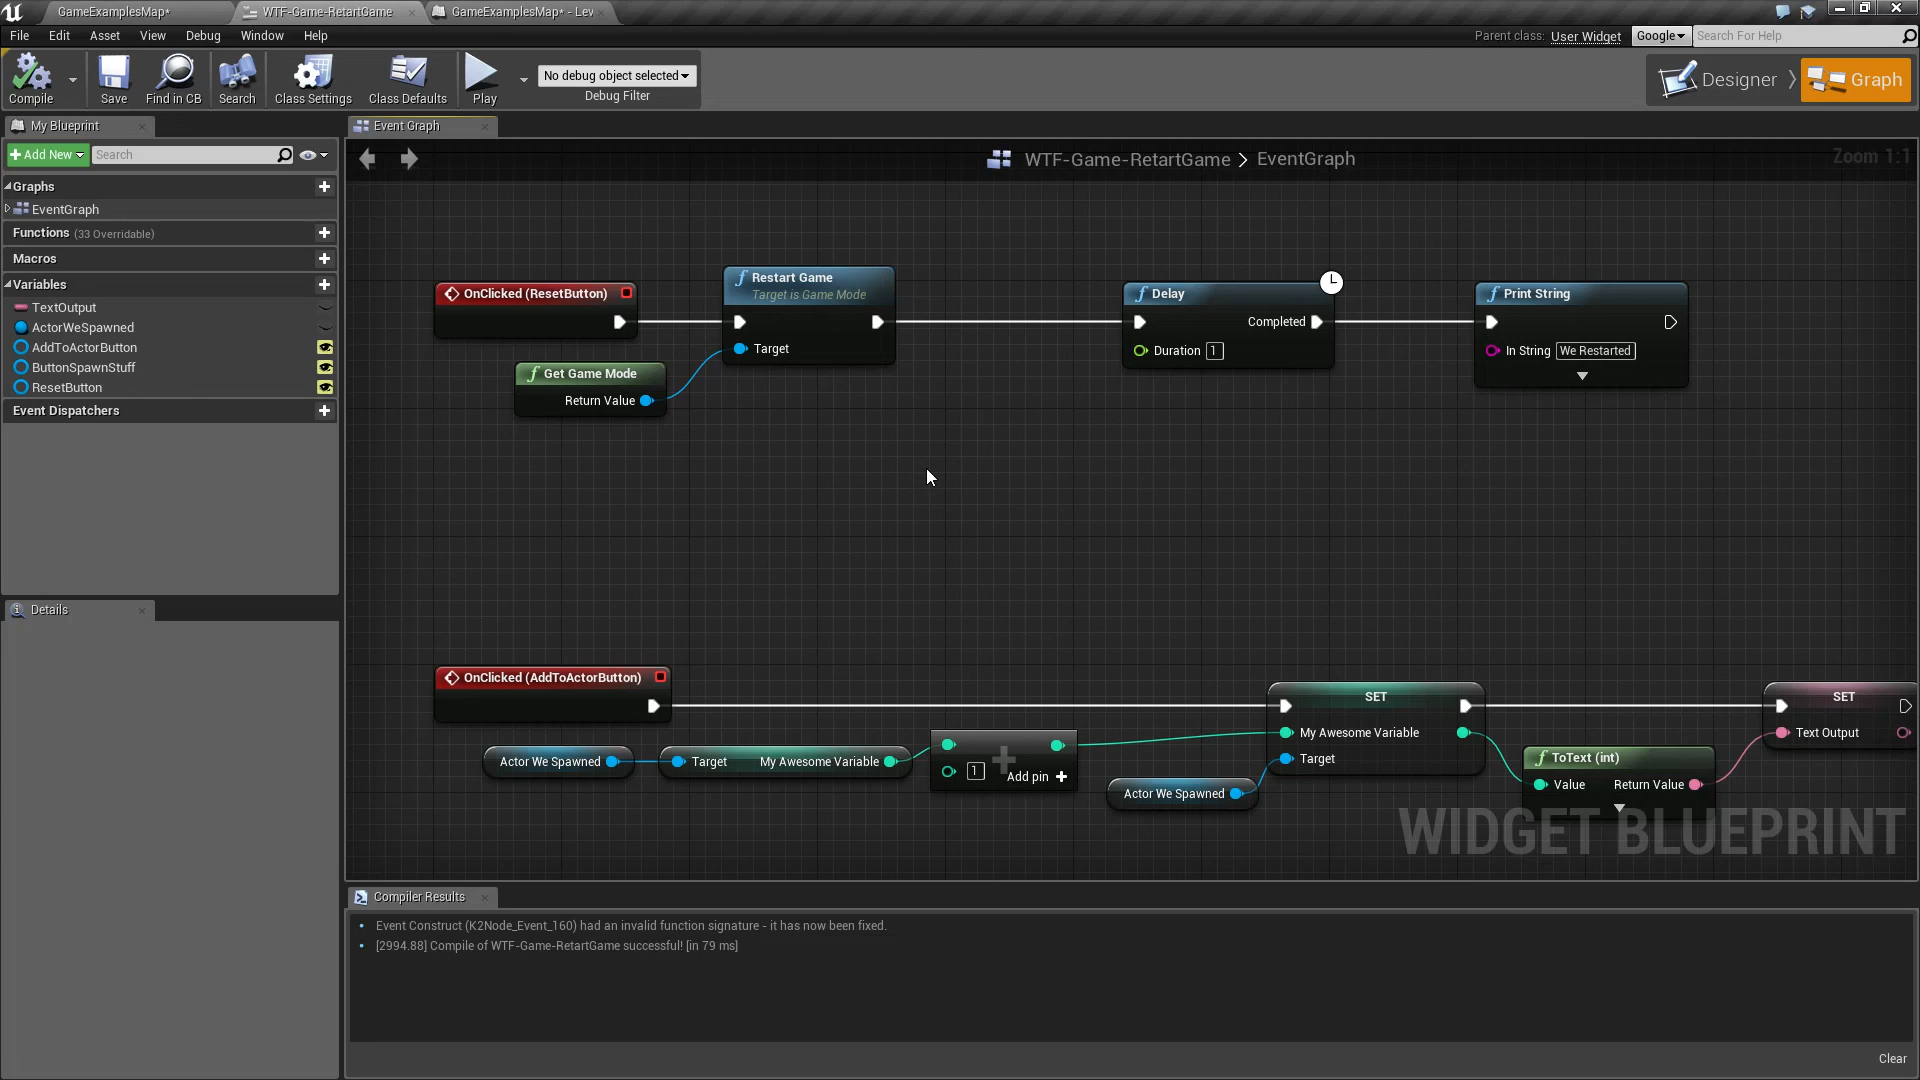 GameExamplesMap*
WTF-Game-RetartGame
GameExamplesMap* - Lev
File Edit Asset View Debug Window Help
Parent class: User Widget Google Search For Help
Compile
Save
Find in CB
Search
Class Settings
Class Defaults
Play
No debug object selected
Debug Filter
Designer
Graph
My Blueprint
Event Graph
Add New Search
WTF-Game-RetartGame > EventGraph
Zoom 1:1
Graphs
EventGraph
Functions (33 Overridable)
Macros
Variables
TextOutput
ActorWeSpawned
AddToActorButton
ButtonSpawnStuff
ResetButton
Event Dispatchers
Details
OnClicked (ResetButton)
Restart Game
Target is Game Mode
Target
Get Game Mode
Return Value
Delay
Completed
Duration 1
Print String
In String We Restarted
OnClicked (AddToActorButton)
Actor We Spawned
Target My Awesome Variable
1
Add pin
Actor We Spawned
SET
My Awesome Variable
Target
ToText (int)
Value Return Value
SET
Text Output
WIDGET BLUEPRINT
Compiler Results
Event Construct (K2Node_Event_160) had an invalid function signature - it has now been fixed.
[2994.88] Compile of WTF-Game-RetartGame successful! [in 79 ms]
Clear